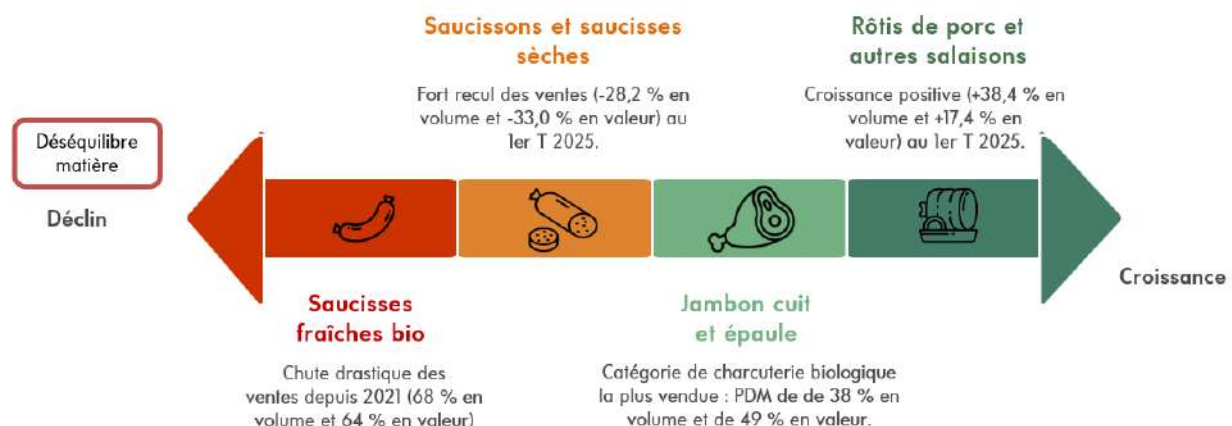 Saucissons et saucisses
sèches
Fort recul des ventes (-28,2 % en
volume et -33,0 % en valeur) au
1er T 2025.
Rôtis de porc et
autres salaisons
Croissance positive (+38,4 % en
volume et +17,4 % en
valeur) au 1er T 2025.
Déséquilibre
matière
Déclin
Croissance
Saucisses
fraîches bio
Chute drastique des
ventes depuis 2021 (68 % en
volume et 64 % en valeur)
Jambon cuit
et épaule
Catégorie de charcuterie biologique
la plus vendue : PDM de de 38 % en
volume et de 49 % en valeur.